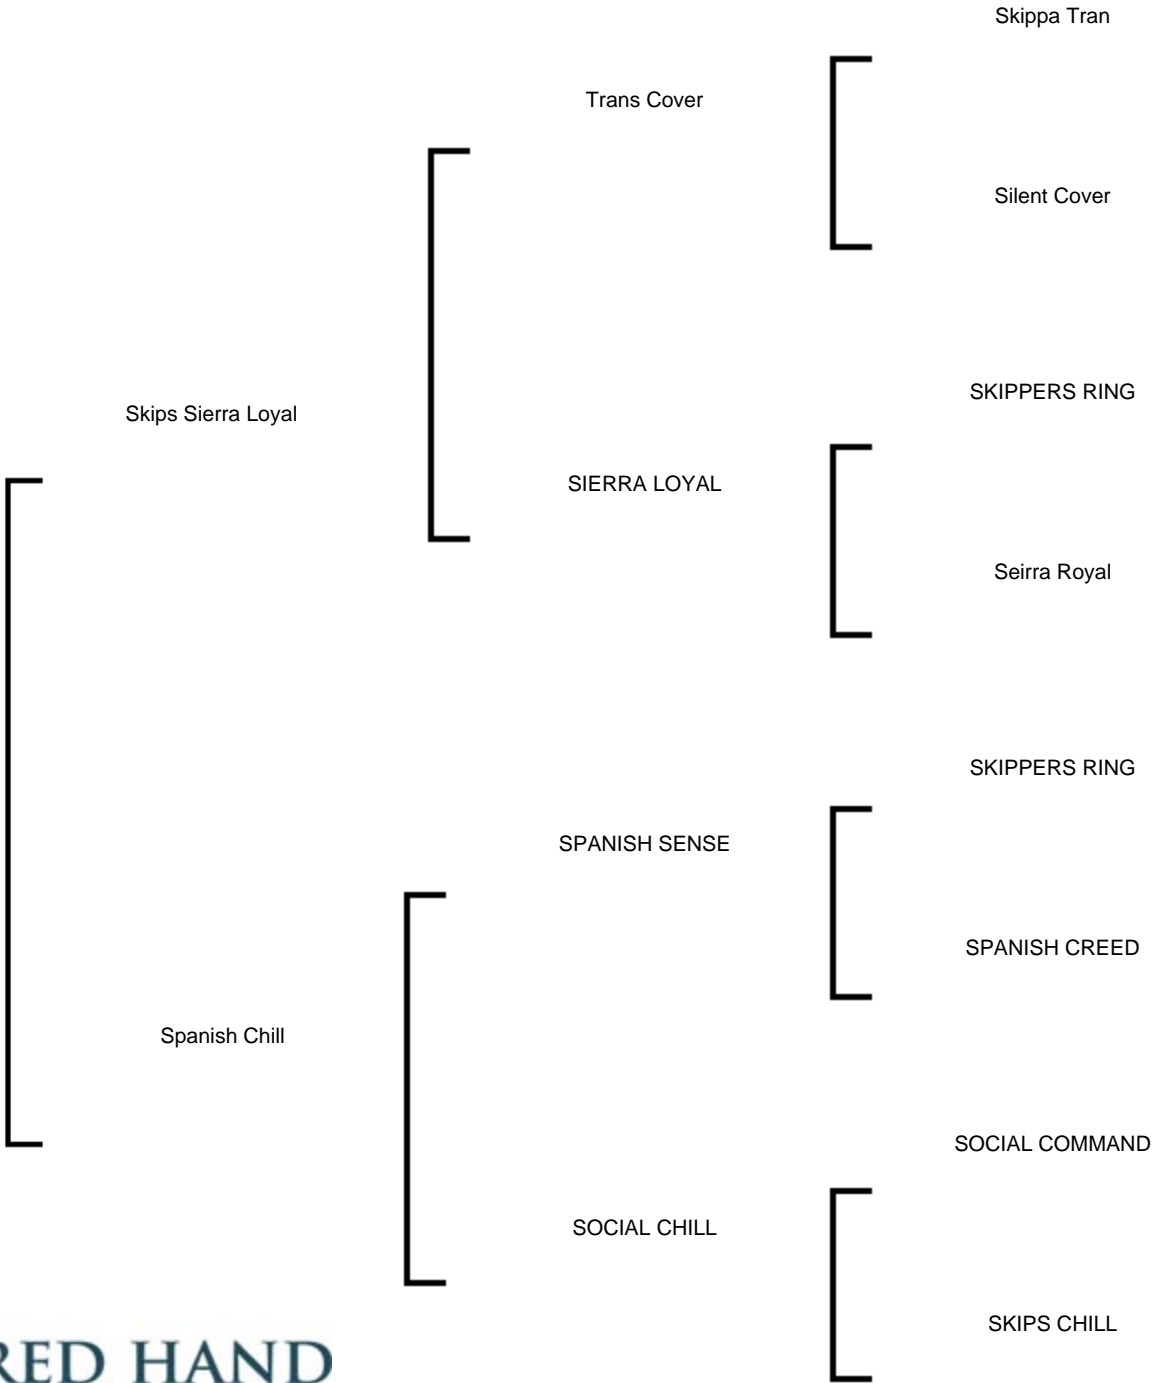 Skippa Tran
Trans Cover
Silent Cover
SKIPPERS RING
Skips Sierra Loyal
SIERRA LOYAL
Seirra Royal
SKIPPERS RING
SPANISH SENSE
SPANISH CREED
Spanish Chill
SOCIAL COMMAND
SOCIAL CHILL
SKIPS CHILL
RED HAND